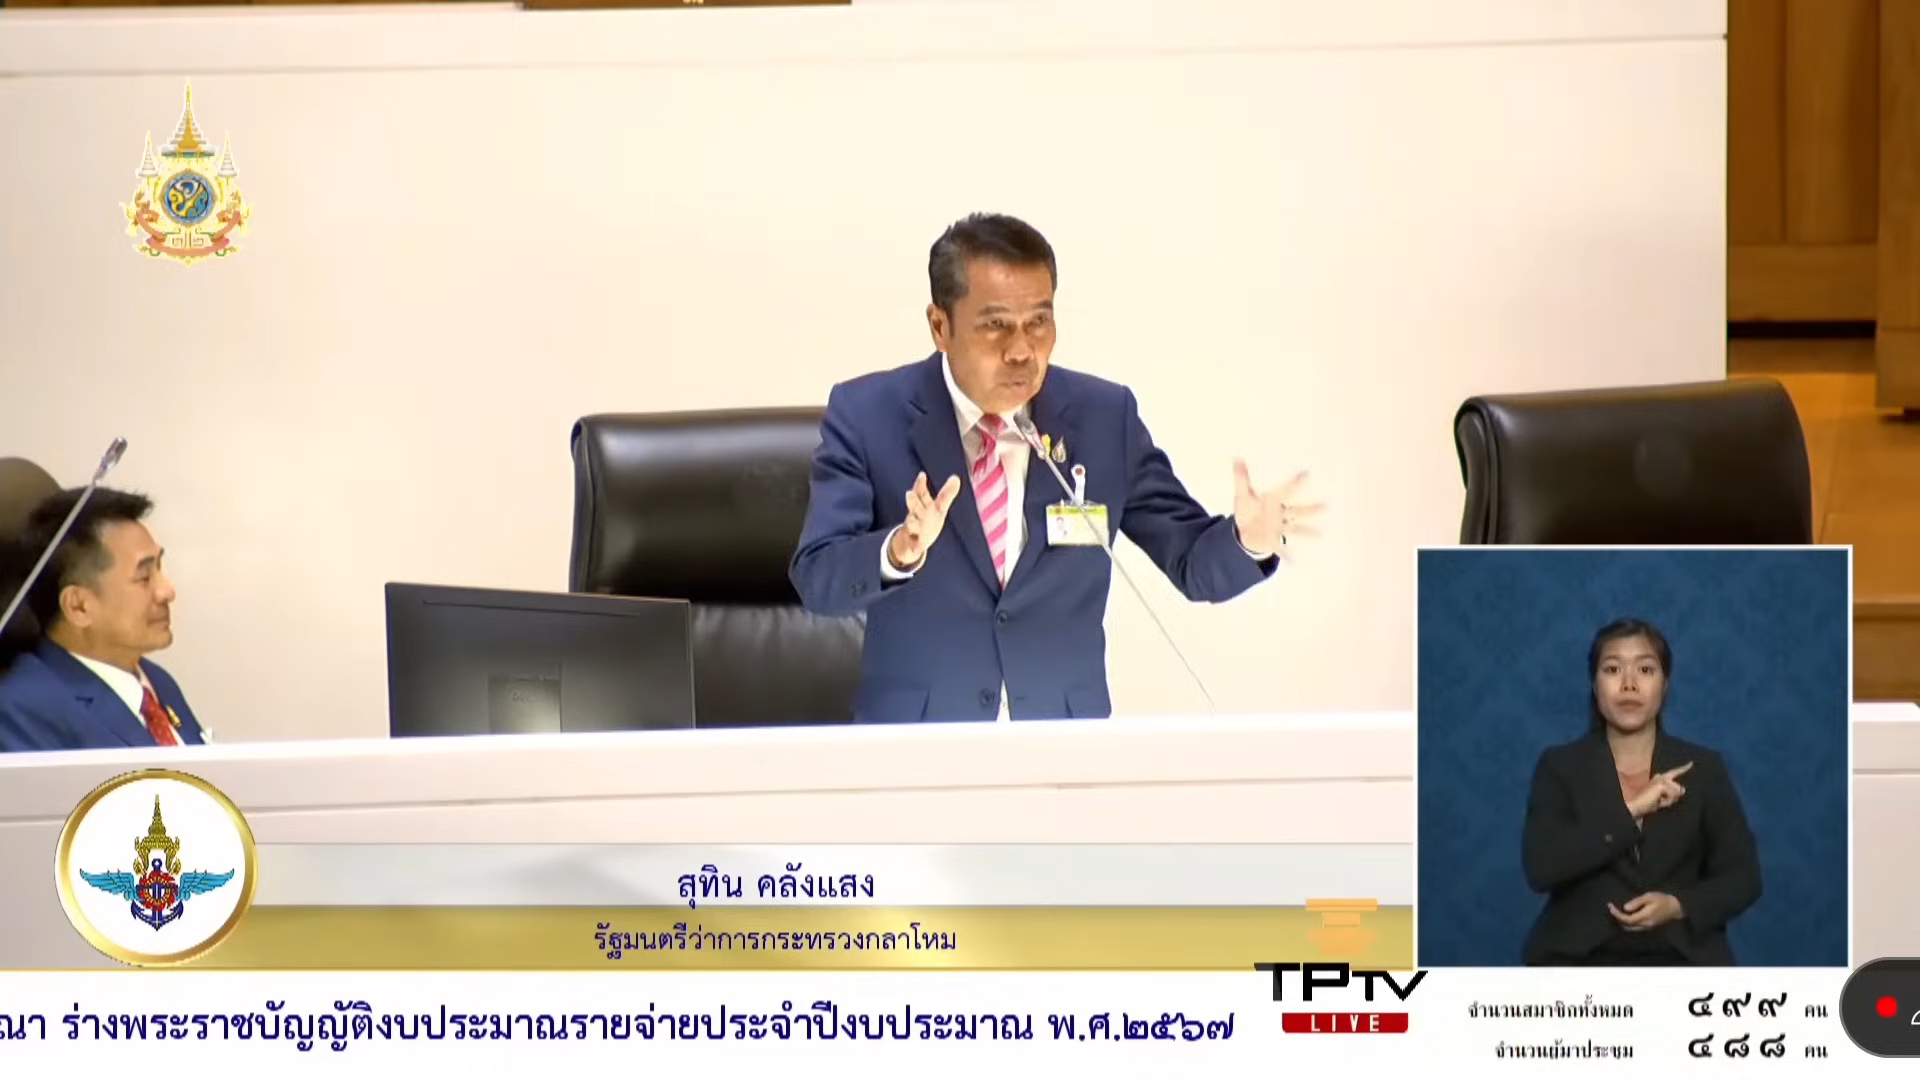 สุทิน คลังแสง
รัฐมนตรีว่าการกระทรวงกลาโหม
TPTV
LIVE
ณา ร่างพระราชบัญญัติงบประมาณรายจ่ายประจำปีงบประมาณ พ.ศ.๒๕๖๗
จำนวนสมาชิกทั้งหมด ๔๙๙ คน
จำนวนผู้มาประชุม ๔๘๘ คน